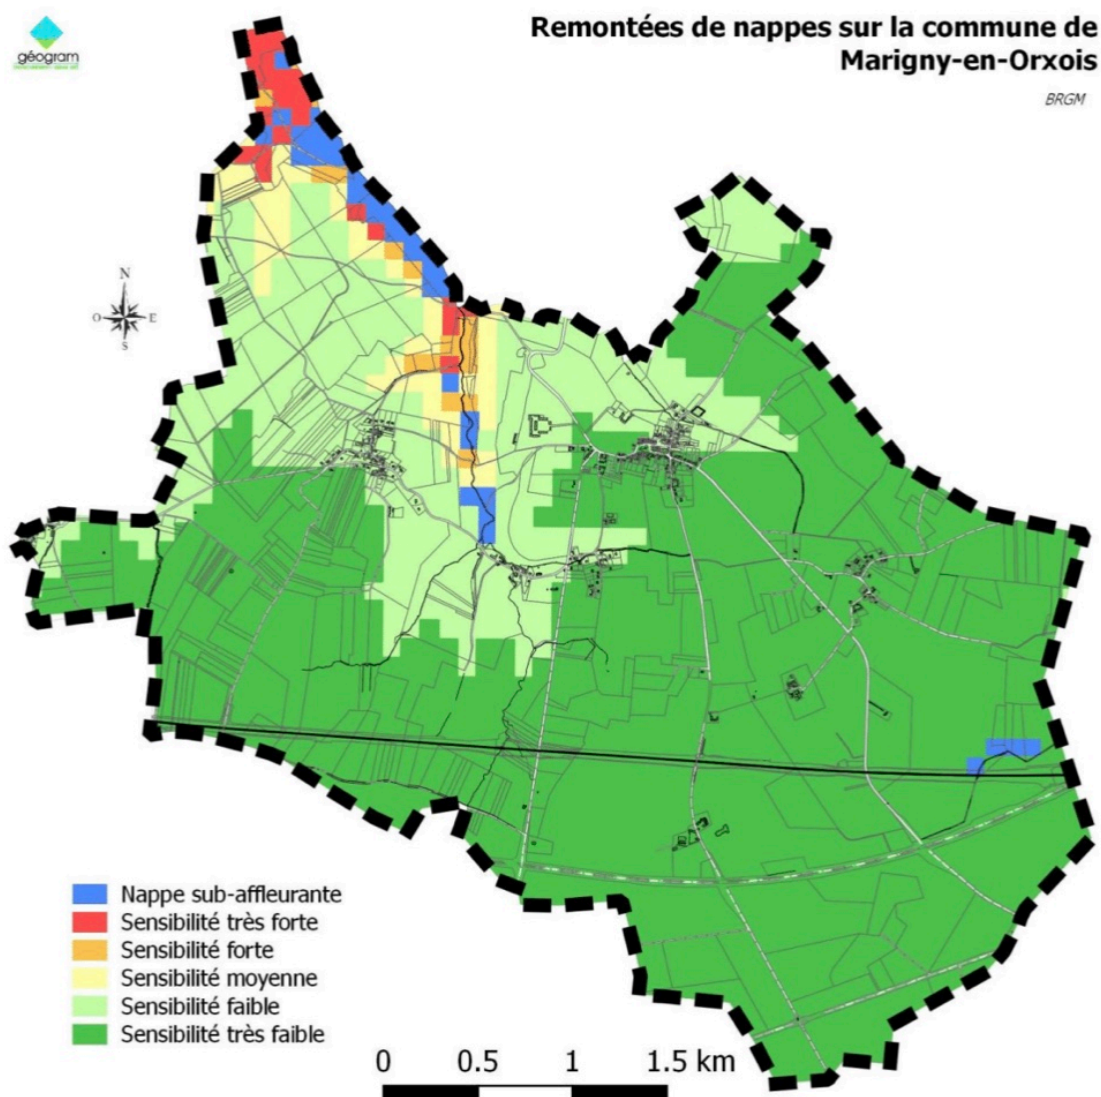 géogram
Remontées de nappes sur la commune de
Marigny-en-Orxois
BRGM
N
O E
S
Nappe sub-affleurante
Sensibilité très forte
Sensibilité forte
Sensibilité moyenne
Sensibilité faible
Sensibilité très faible
0 0.5 1 1.5 km